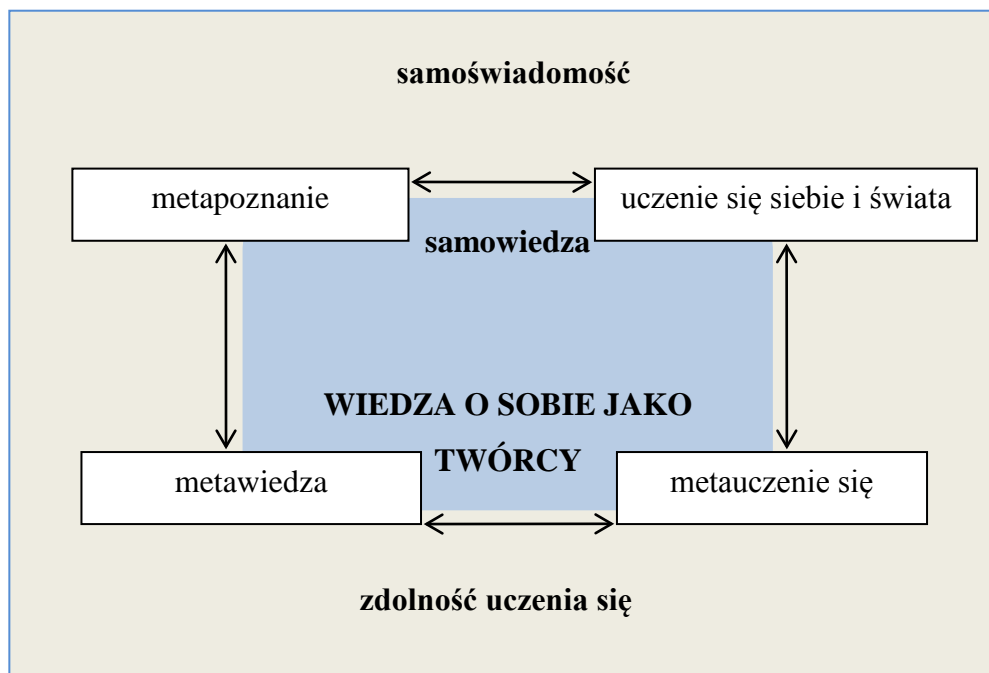 samoświadomość
metapoznanie
uczenie się siebie i świata
samowiedza
WIEDZA O SOBIE JAKO
TWÓRCY
metawiedza
metauczenie się
zdolność uczenia się